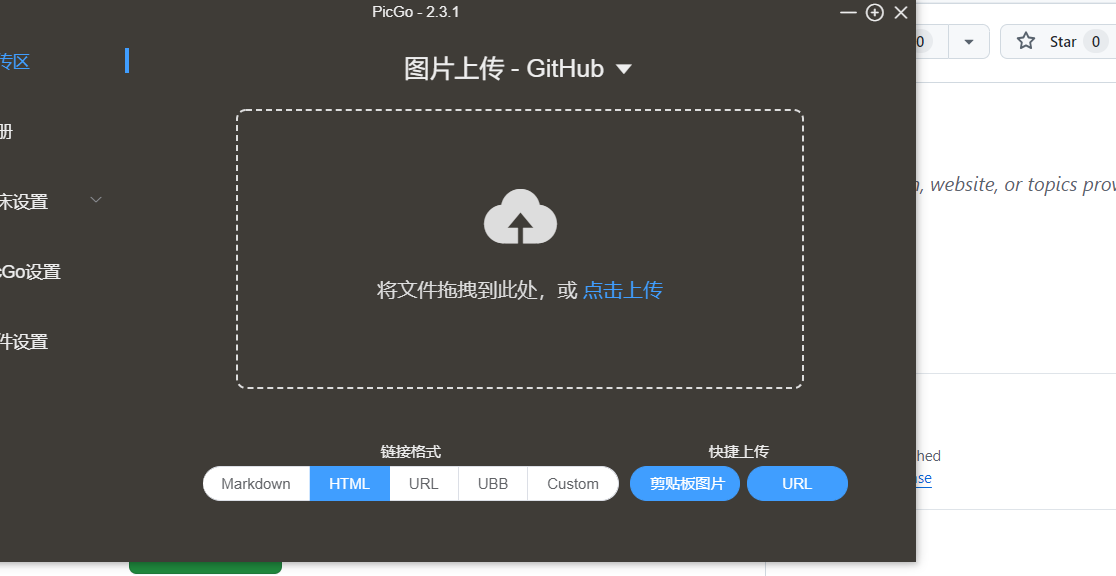 PicGo - 2.3.1
0
Star 0
传区
图片上传 - GitHub
册
, website, or topics prov
床设置
Go设置
将文件拖拽到此处，或 点击上传
件设置
链接格式
快捷上传
hed
Markdown
HTML
URL
UBB
Custom
剪贴板图片
URL
se